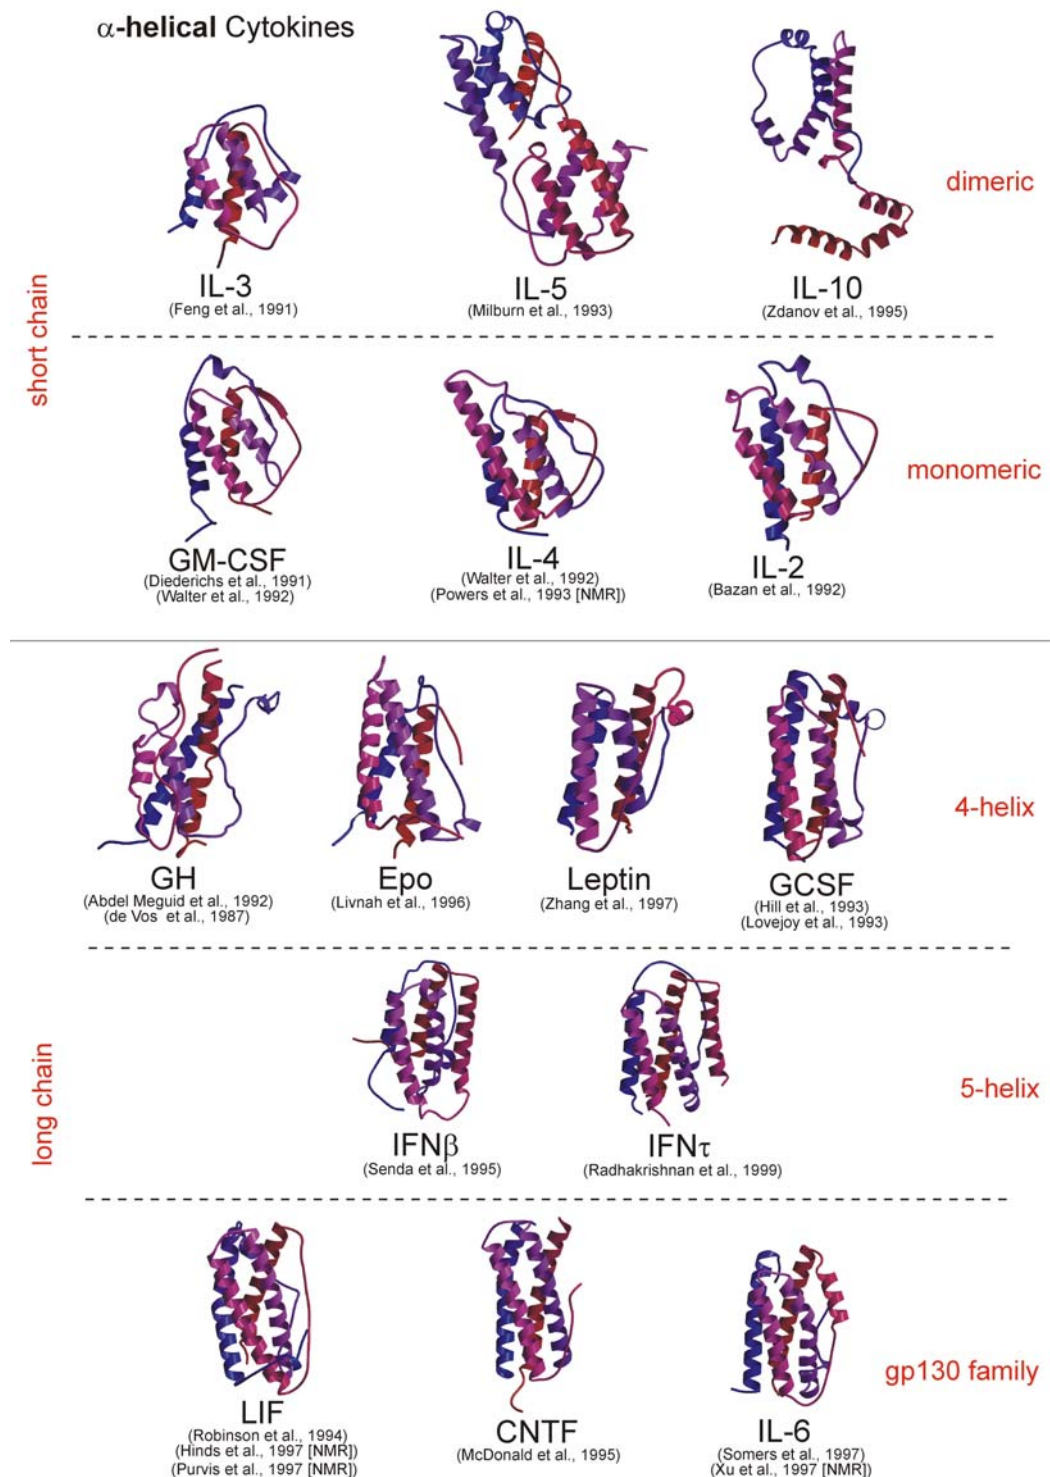 α-helical Cytokines
IL-3
(Feng et al., 1991)
IL-5
(Milburn et al., 1993)
IL-10
(Zdanov et al., 1995)
dimeric
short chain
GM-CSF
(Diederichs et al., 1991)
(Walter et al., 1992)
IL-4
(Walter et al., 1992)
(Powers et al., 1993 [NMR])
IL-2
(Bazan et al., 1992)
monomeric
GH
(Abdel Meguid et al., 1992)
(de Vos et al., 1987)
Epo
(Livnah et al., 1996)
Leptin
(Zhang et al., 1997)
GCSF
(Hill et al., 1993)
(Lovejoy et al., 1993)
4-helix
long chain
IFNβ
(Senda et al., 1995)
IFNτ
(Radhakrishnan et al., 1999)
5-helix
LIF
(Robinson et al., 1994)
(Hinds et al., 1997 [NMR])
(Purvis et al., 1997 [NMR])
CNTF
(McDonald et al., 1995)
IL-6
(Somers et al., 1997)
(Xu et al., 1997 [NMR])
gp130 family